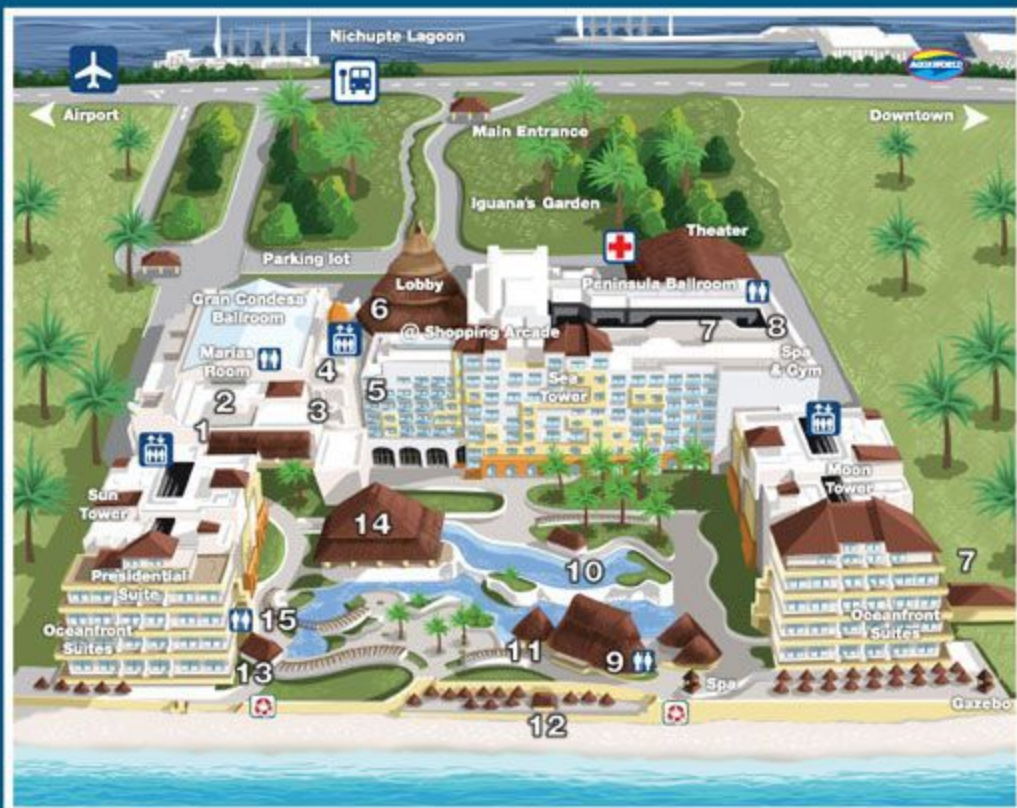 Nichupte Lagoon
AQUAWORLD
Airport
Downtown
Main Entrance
Iguana's Garden
Theater
Parking lot
Lobby
Peninsula Ballroom
Gran Condesa
Ballroom
6
@ Shopping Arcade
7
8
Marias
Room
4
5
Sea
Tower
Spa
& Gym
2
3
1
Sun
Tower
Moon
Tower
14
Presidential
Suite
10
7
Oceanfront
Suites
15
Oceanfront
Suites
11
9
13
Spa
Gazebo
12